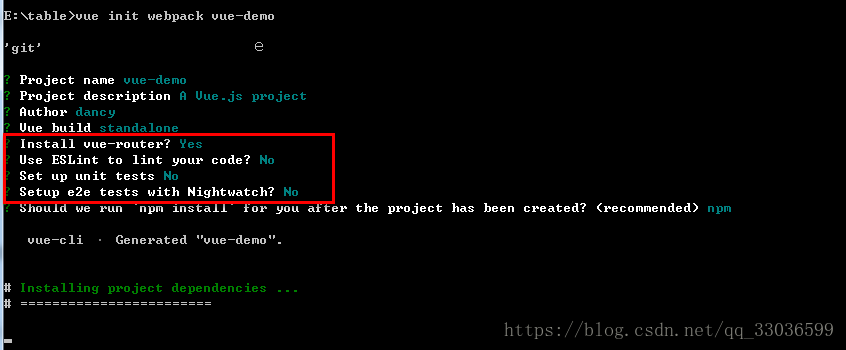 E:\table>vue init webpack vue-demo
'git' e
? Project name vue-demo
? Project description A Vue.js project
? Author dancy
? Vue build standalone
? Install vue-router? Yes
? Use ESLint to lint your code? No
? Set up unit tests No
? Setup e2e tests with Nightwatch? No
? Should we run `npm install` for you after the project has been created? (recommended) npm
vue-cli · Generated "vue-demo".
# Installing project dependencies ...
# ========================
https://blog.csdn.net/qq_33036599